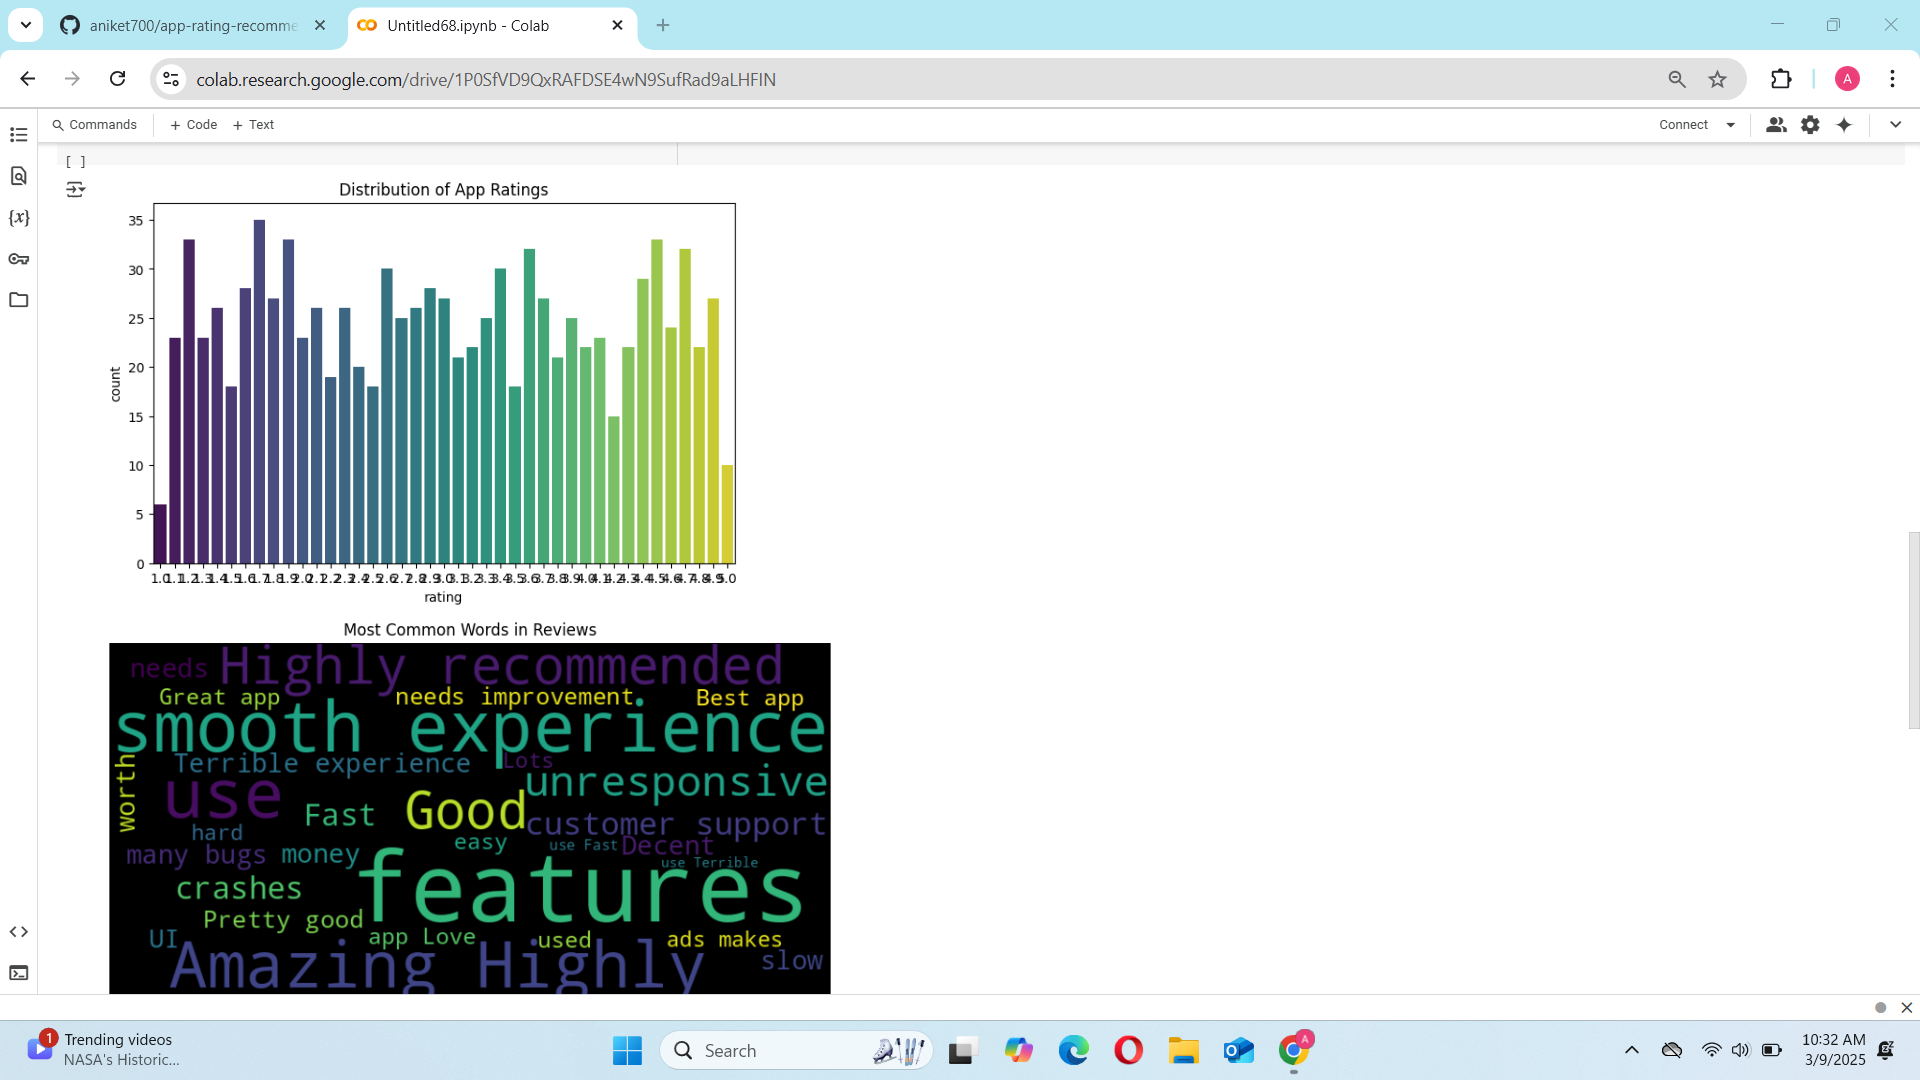 aniket700/app-rating-recomme
Untitled68.ipynb - Colab
colab.research.google.com/drive/1P0SfVD9QxRAFDSE4wN9SufRad9aLHFIN
A
Commands
+ Code + Text
Connect
[ ]
{x}
Distribution of App Ratings
35
30
25
20
15
10
5
0
count
1.0 1.1 1.2 1.3 1.4 1.5 1.6 1.7 1.8 1.9 2.0 2.1 2.2 2.3 2.4 2.5 2.6 2.7 2.8 2.9 3.0 3.1 3.2 3.3 3.4 3.5 3.6 3.7 3.8 3.9 4.0 4.1 4.2 4.3 4.4 4.5 4.6 4.7 4.8 4.9 5.0
rating
Most Common Words in Reviews
needs Highly recommended
Great app needs improvement Best app
smooth experience
Terrible experience Lots
worth
use unresponsive
Fast Good
customer support
hard easy use Fast Decent
many bugs money use Terrible
features
crashes
Pretty good
UI app Love used ads makes
Amazing Highly slow
1
Trending videos
NASA's Historic...
Search
A
10:32 AM
3/9/2025